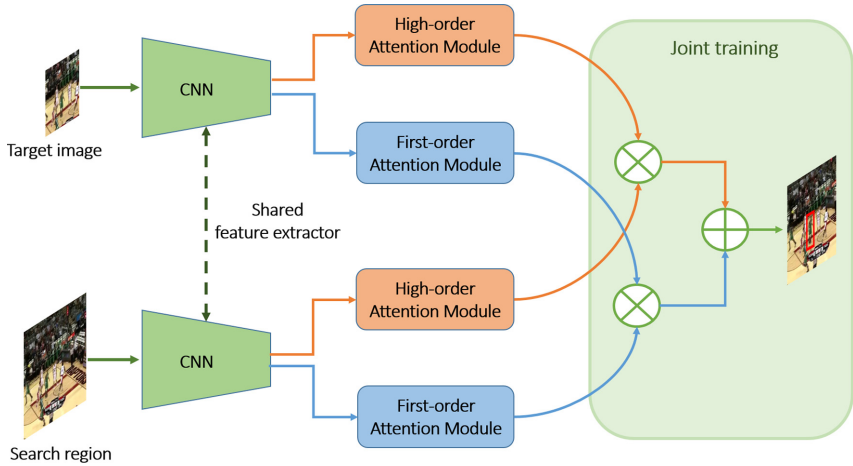 High-order
Attention Module
Joint training
CNN
Target image
First-order
Attention Module
Shared
feature extractor
High-order
Attention Module
CNN
First-order
Attention Module
Search region